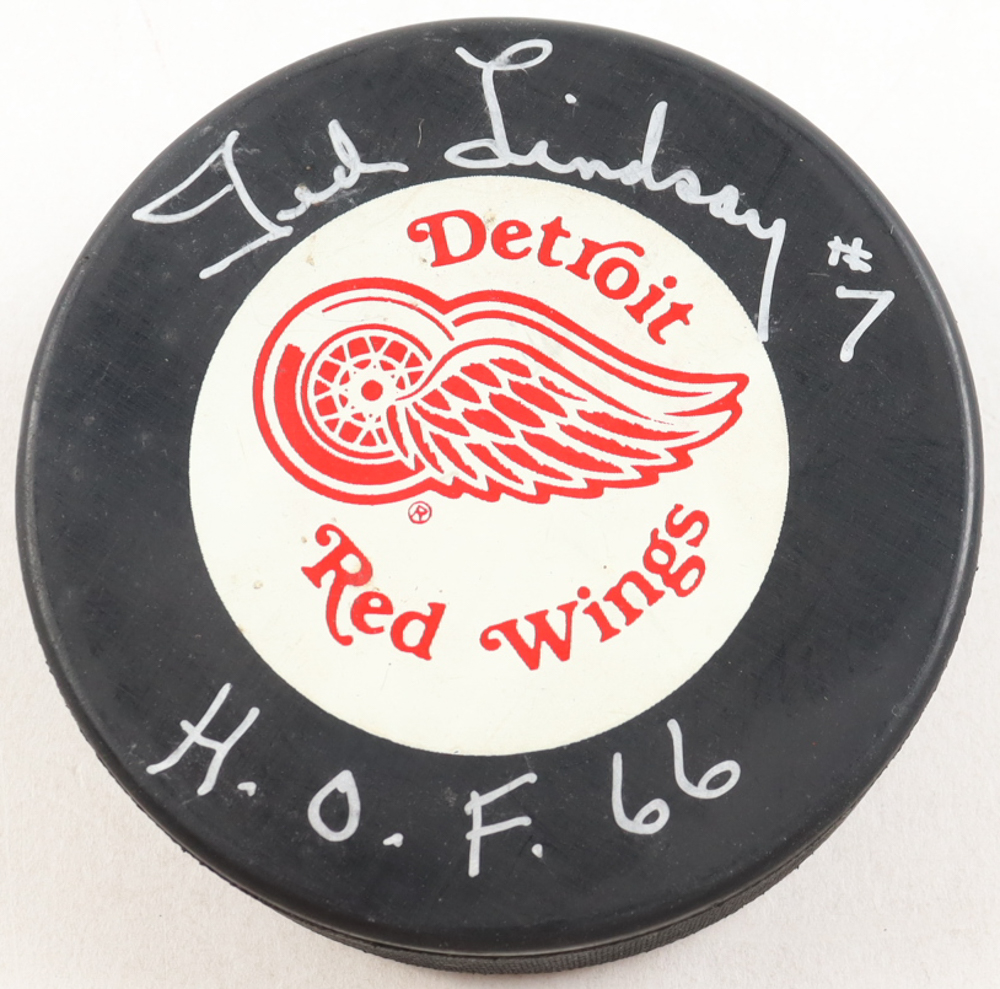 Ted Lindsay #7
Detroit
®
Red Wings
H.O.F. 66